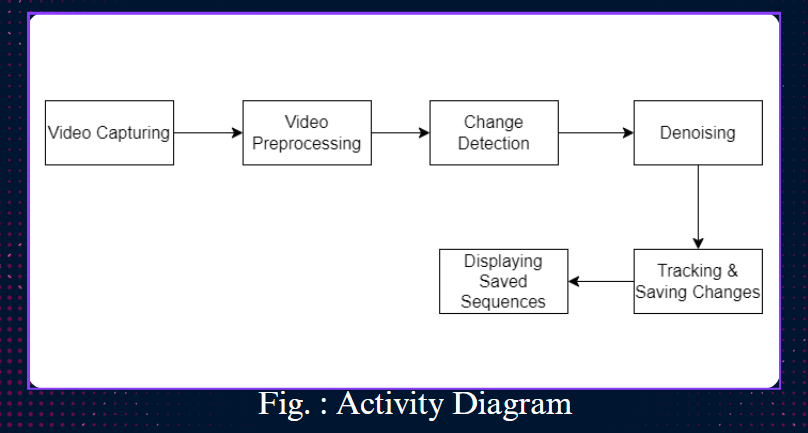 Video Capturing
Video
Preprocessing
Change
Detection
Denoising
Tracking &
Saving Changes
Displaying
Saved
Sequences
Fig. : Activity Diagram